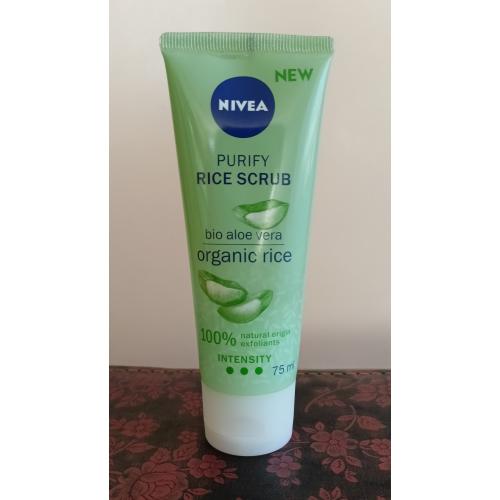 NEW
NIVEA
PURIFY
RICE SCRUB
bio aloe vera
organic rice
100% natural origin
exfoliants
INTENSITY
75 ml